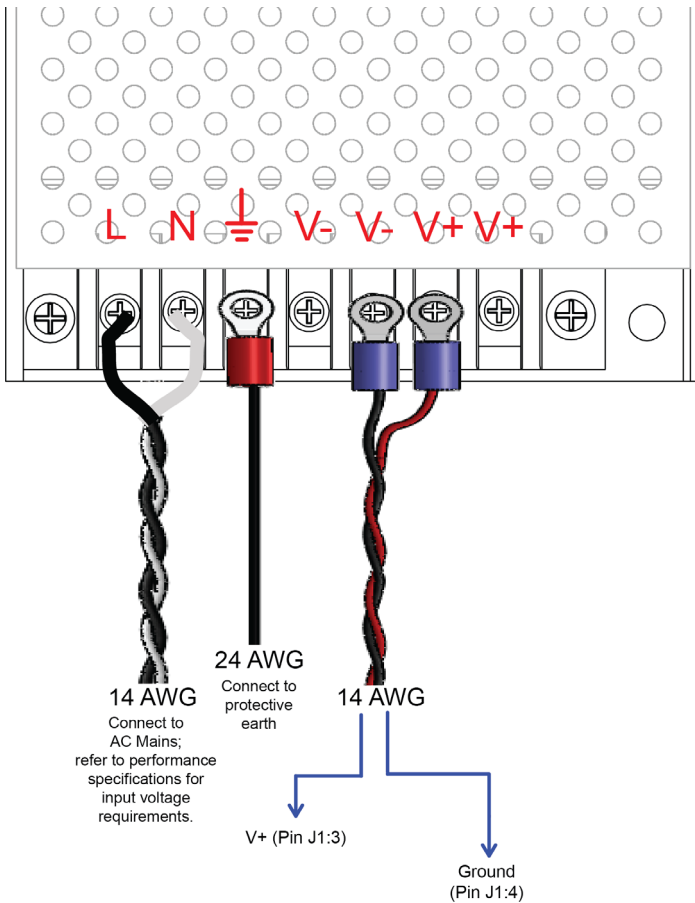 L N V- V- V+ V+
24 AWG
Connect to
protective
earth
14 AWG
Connect to
AC Mains;
refer to performance
specifications for
input voltage
requirements.
14 AWG
V+ (Pin J1:3)
Ground
(Pin J1:4)